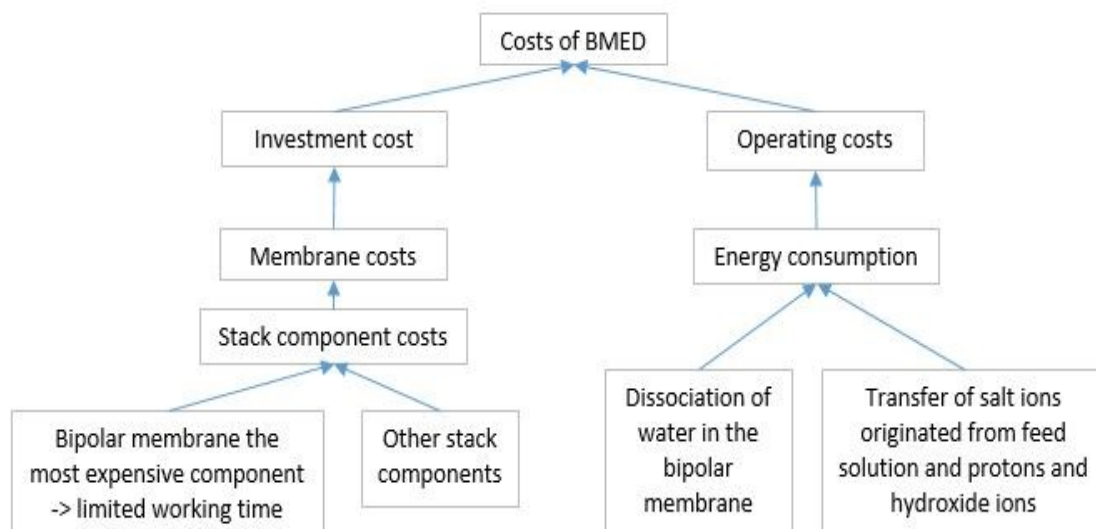 Costs of BMED
Investment cost
Operating costs
Membrane costs
Energy consumption
Stack component costs
Bipolar membrane the
most expensive component
-> limited working time
Other stack
components
Dissociation of
water in the
bipolar
membrane
Transfer of salt ions
originated from feed
solution and protons and
hydroxide ions